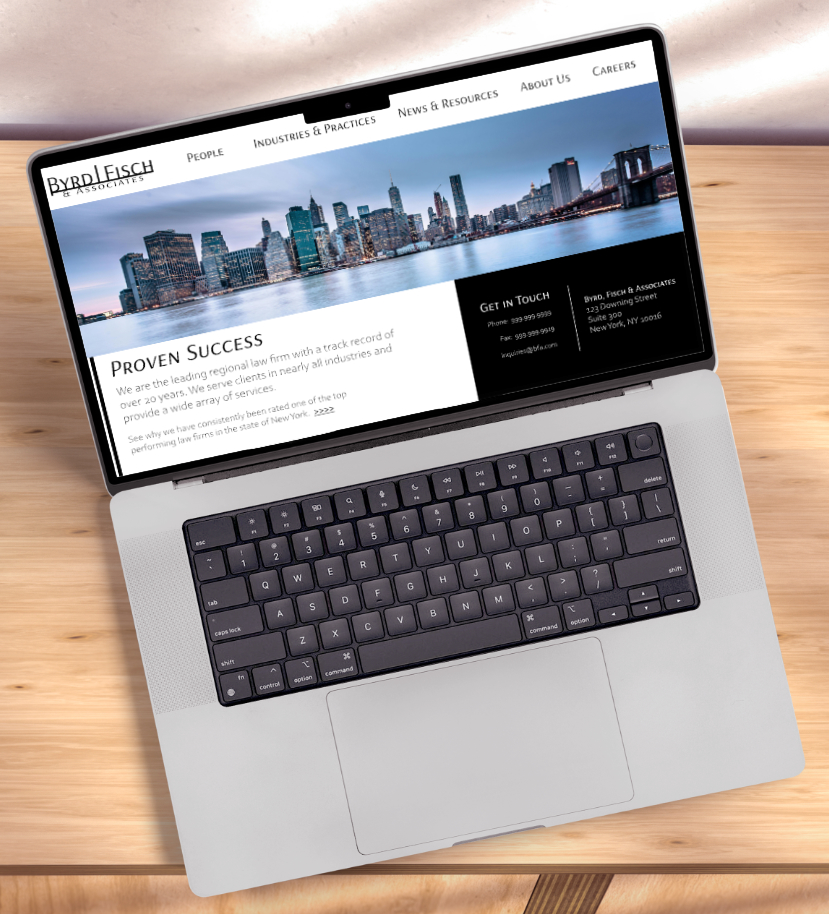 BYRD|FISCH
& ASSOCIATES
PEOPLE
INDUSTRIES & PRACTICES
NEWS & RESOURCES
ABOUT US
CAREERS
PROVEN SUCCESS
We are the leading regional law firm with a track record of
over 20 years. We serve clients in nearly all industries and
provide a wide array of services.
See why we have consistently been rated one of the top
performing law firms in the state of New York. >>>>
GET IN TOUCH
Phone: 999.999.9999
Fax: 999.999.9919
inquiries@bfa.com
BYRD, FISCH & ASSOCIATES
123 Downing Street
Suite 300
New York, NY 10016
esc F1 F2 F3 F4 F5 F6 F7 F8 F9 F10 F11 F12
~ ! @ # $ % ^ & * ( ) _ + delete
` 1 2 3 4 5 6 7 8 9 0 - =
tab Q W E R T Y U I O P { [ } ] | \
caps lock A S D F G H J K L : ; " ' return
shift Z X C V B N M < , > . ? / shift
fn control option command command option